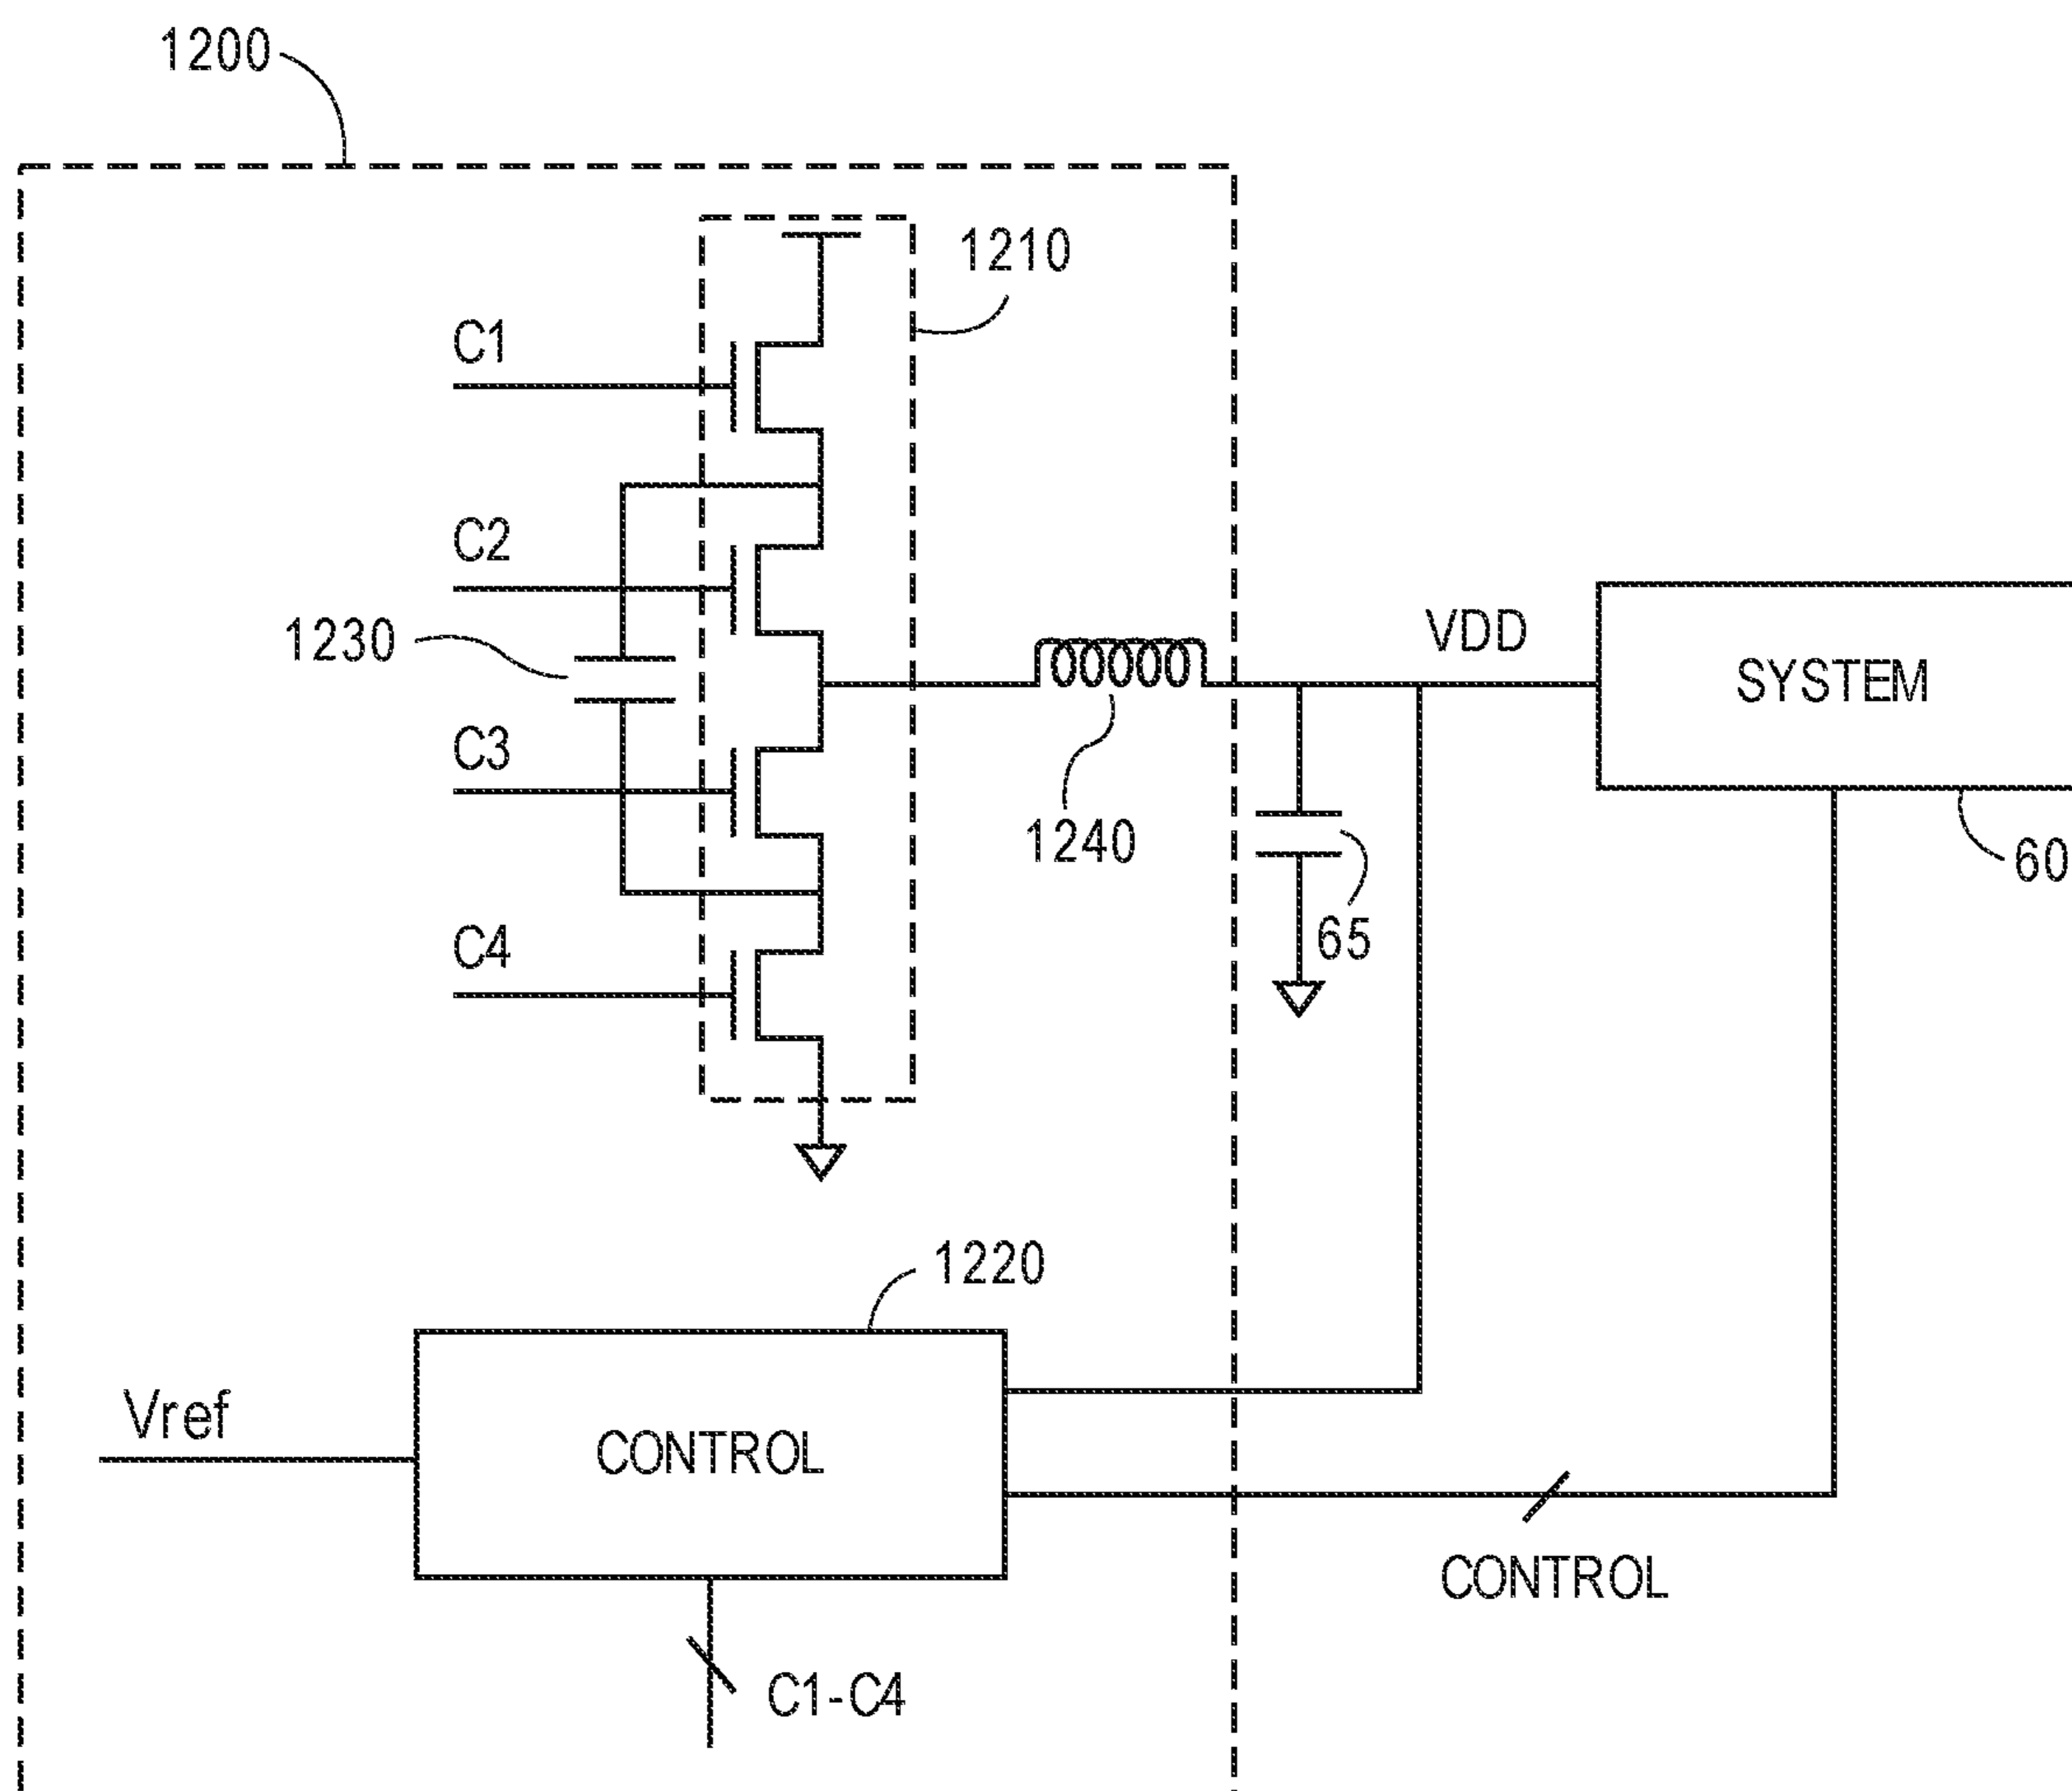 1200
1210
C1
C2
1230
VDD
SYSTEM
C3
1240
60
C4
65
1220
Vref
CONTROL
CONTROL
C1-C4